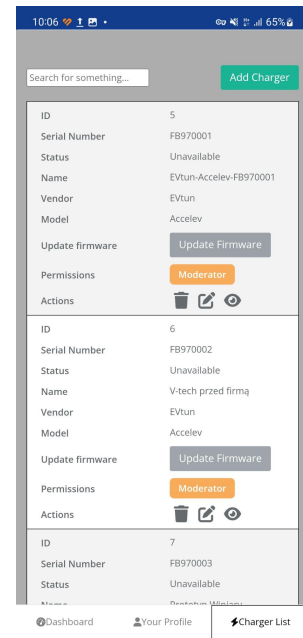 10:06
65%
Search for something...
Add Charger
ID 5
Serial Number FB970001
Status Unavailable
Name EVtun-Accelev-FB970001
Vendor EVtun
Model Accelev
Update firmware Update Firmware
Permissions Moderator
Actions
ID 6
Serial Number FB970002
Status Unavailable
Name V-tech przed firmą
Vendor EVtun
Model Accelev
Update firmware Update Firmware
Permissions Moderator
Actions
ID 7
Serial Number FB970003
Status Unavailable
Name Prototyp Winiary
Dashboard Your Profile Charger List